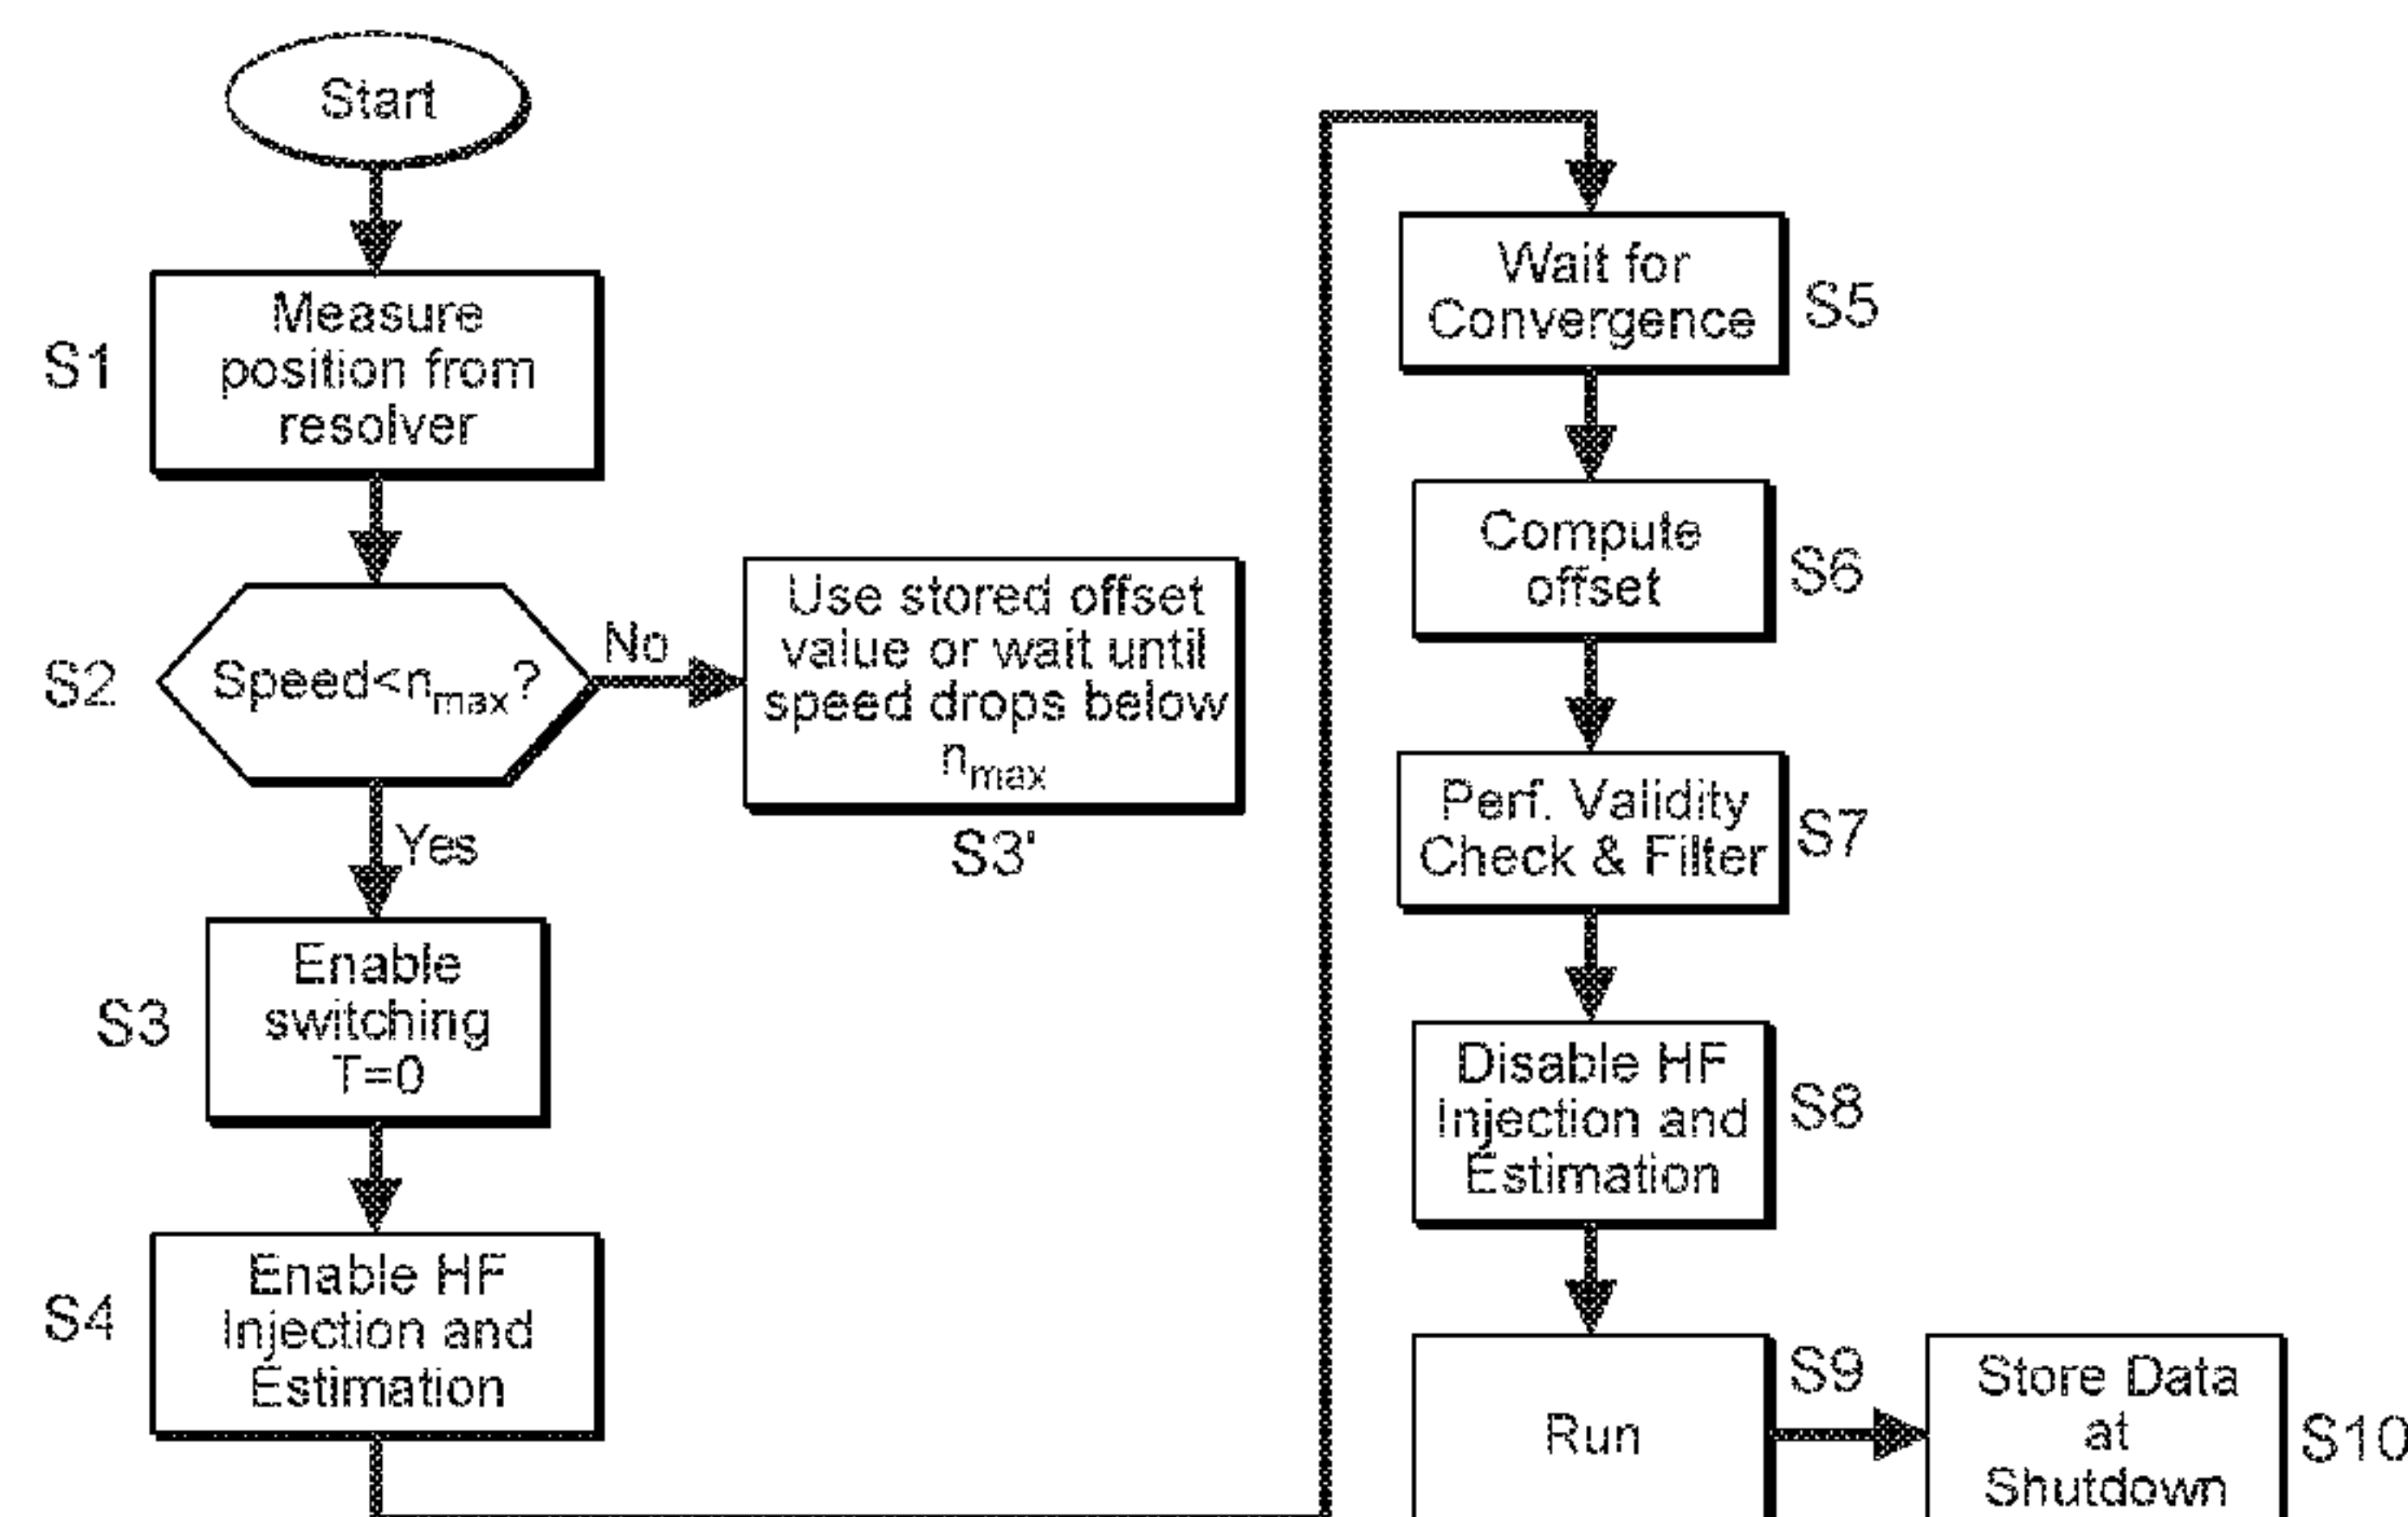 Start
S1
Measure
position from
resolver
S2
Speed<nmax?
No
Use stored offset
value or wait until
speed drops below
nmax
S3'
Yes
S3
Enable
switching
T=0
S4
Enable HF
Injection and
Estimation
Wait for
Convergence
S5
Compute
offset
S6
Perf. Validity
Check & Filter
S7
Disable HF
Injection and
Estimation
S8
Run
S9
Store Data
at
Shutdown
S10